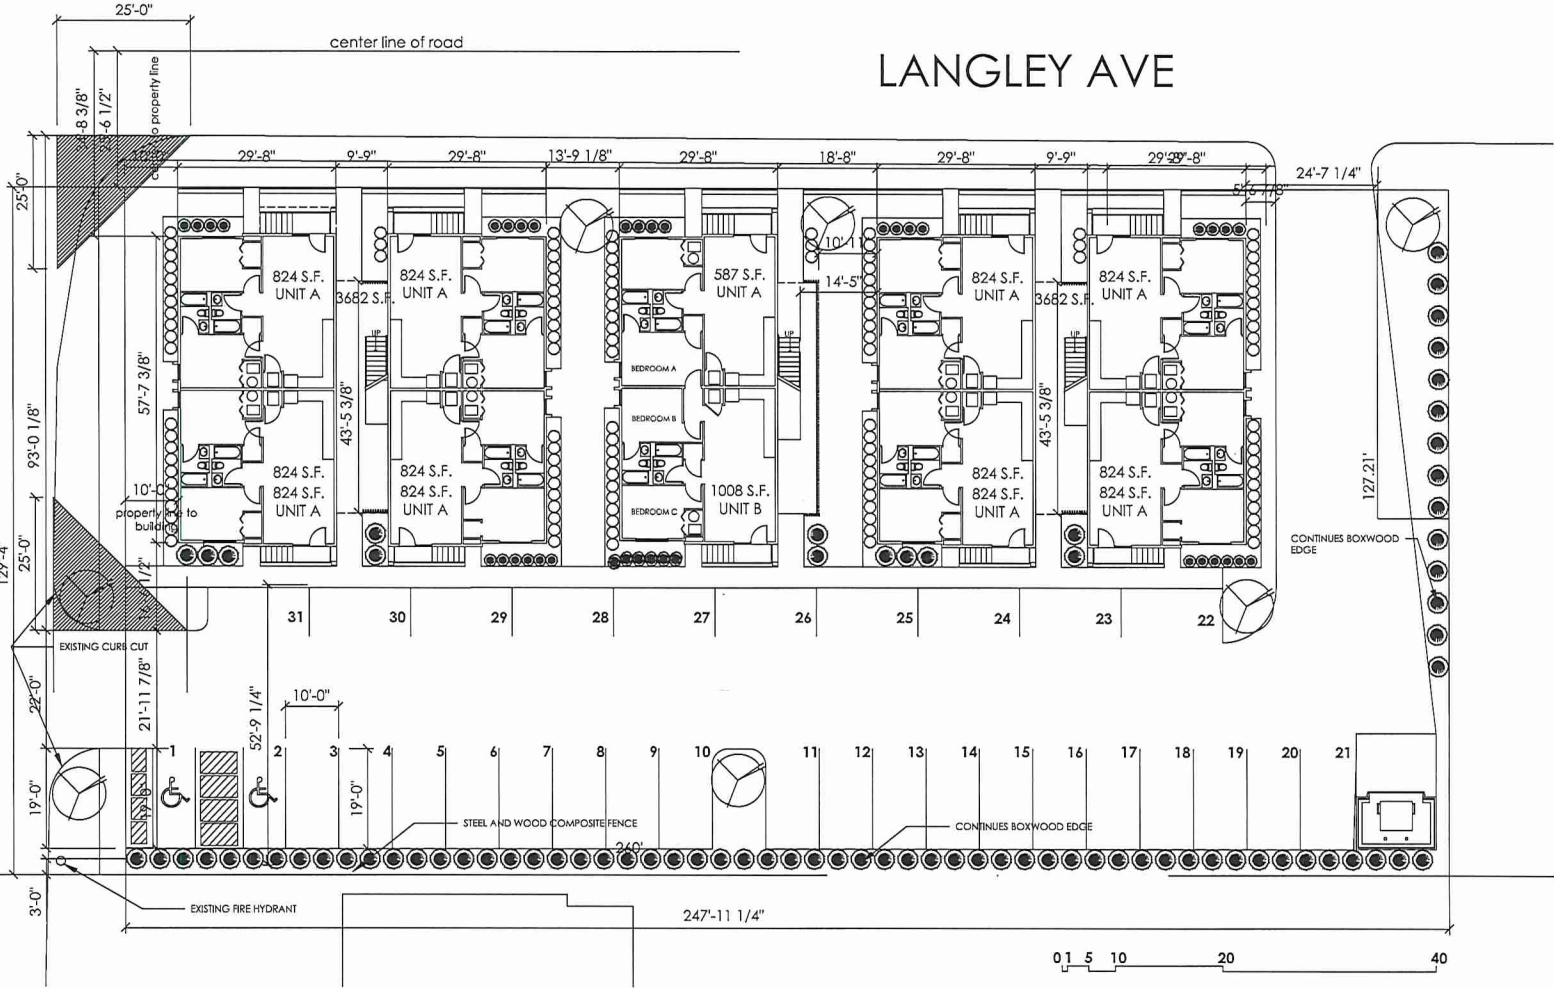 25'-0"
center line of road
LANGLEY AVE
25'-6 1/2"
29'-8"
9'-9"
29'-8"
13'-9 1/8"
29'-8"
18'-8"
29'-8"
9'-9"
24'-7 1/4"
25'-0"
10'-11
14'-5"
824 S.F.
UNIT A
3682 S.F.
824 S.F.
UNIT A
587 S.F.
UNIT A
824 S.F.
UNIT A
3682 S.F.
824 S.F.
UNIT A
UP
UP
UP
BEDROOM A
BEDROOM B
BEDROOM C
57'-7 3/8"
43'-5 3/8"
43'-5 3/8"
93'-0 1/8"
127.21'
824 S.F.
824 S.F.
UNIT A
824 S.F.
824 S.F.
UNIT A
1008 S.F.
UNIT B
824 S.F.
824 S.F.
UNIT A
824 S.F.
824 S.F.
UNIT A
10'-0
property line to
building
25'-0"
129'-4"
CONTINUES BOXWOOD
EDGE
31
30
29
28
27
26
25
24
23
22
EXISTING CURB CUT
22'-0"
21'-11 7/8"
52'-9 1/4"
10'-0"
1
2
3
4
5
6
7
8
9
10
11
12
13
14
15
16
17
18
19
20
21
19'-0"
19'-0"
19'-0"
STEEL AND WOOD COMPOSITE FENCE
CONTINUES BOXWOOD EDGE
260'
3'-0"
EXISTING FIRE HYDRANT
247'-11 1/4"
0 1 5 10 20 40